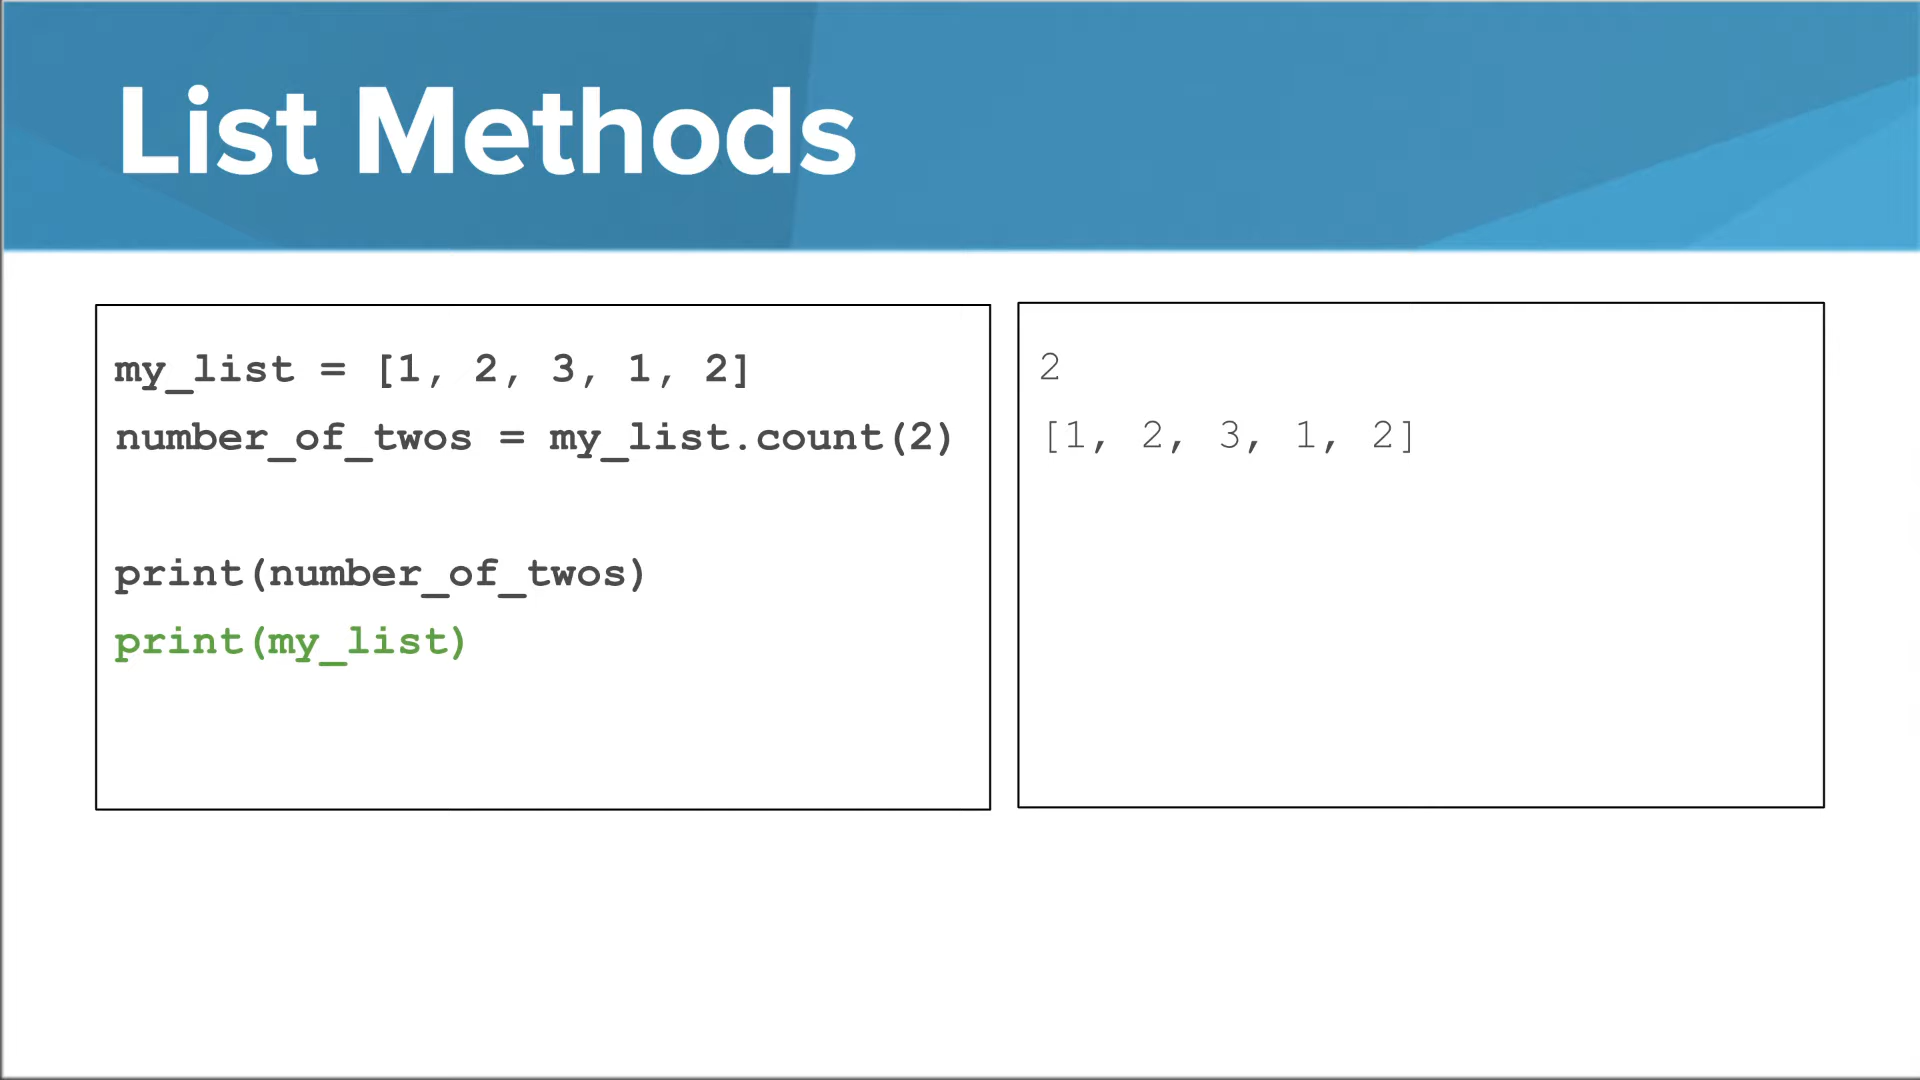 List Methods
my_list = [1, 2, 3, 1, 2]
number_of_twos = my_list.count(2)
print(number_of_twos)
print(my_list)
2
[1, 2, 3, 1, 2]